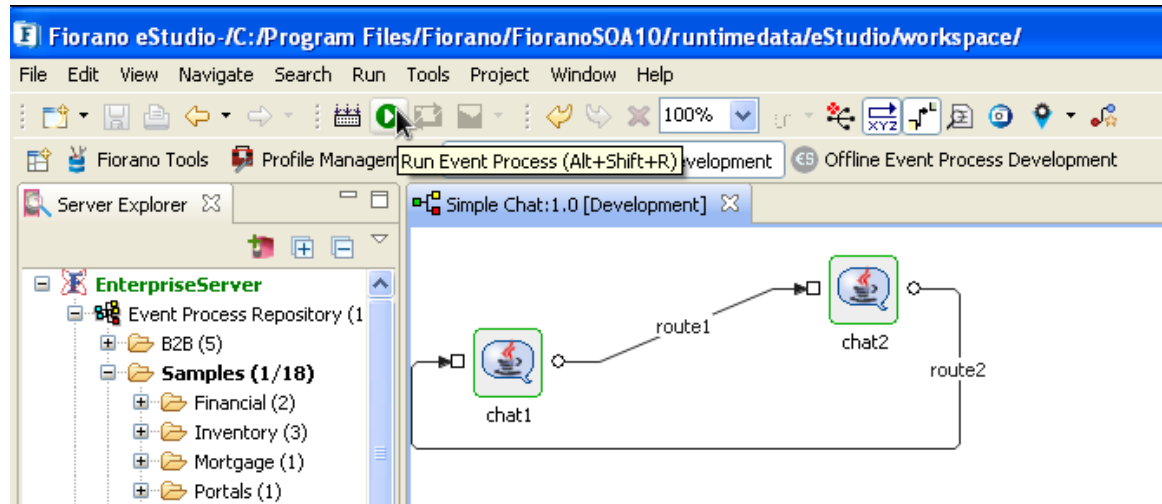 Fiorano eStudio-/C:/Program Files/Fiorano/FioranoSOA10/runtimedata/eStudio/workspace/
File Edit View Navigate Search Run Tools Project Window Help
100%
XYZ
Fiorano Tools Profile Managem velopment Offline Event Process Development
Run Event Process (Alt+Shift+R)
Server Explorer
Simple Chat:1.0 [Development]
EnterpriseServer
Event Process Repository (1
B2B (5)
Samples (1/18)
Financial (2)
Inventory (3)
Mortgage (1)
Portals (1)
route1
chat2
route2
chat1